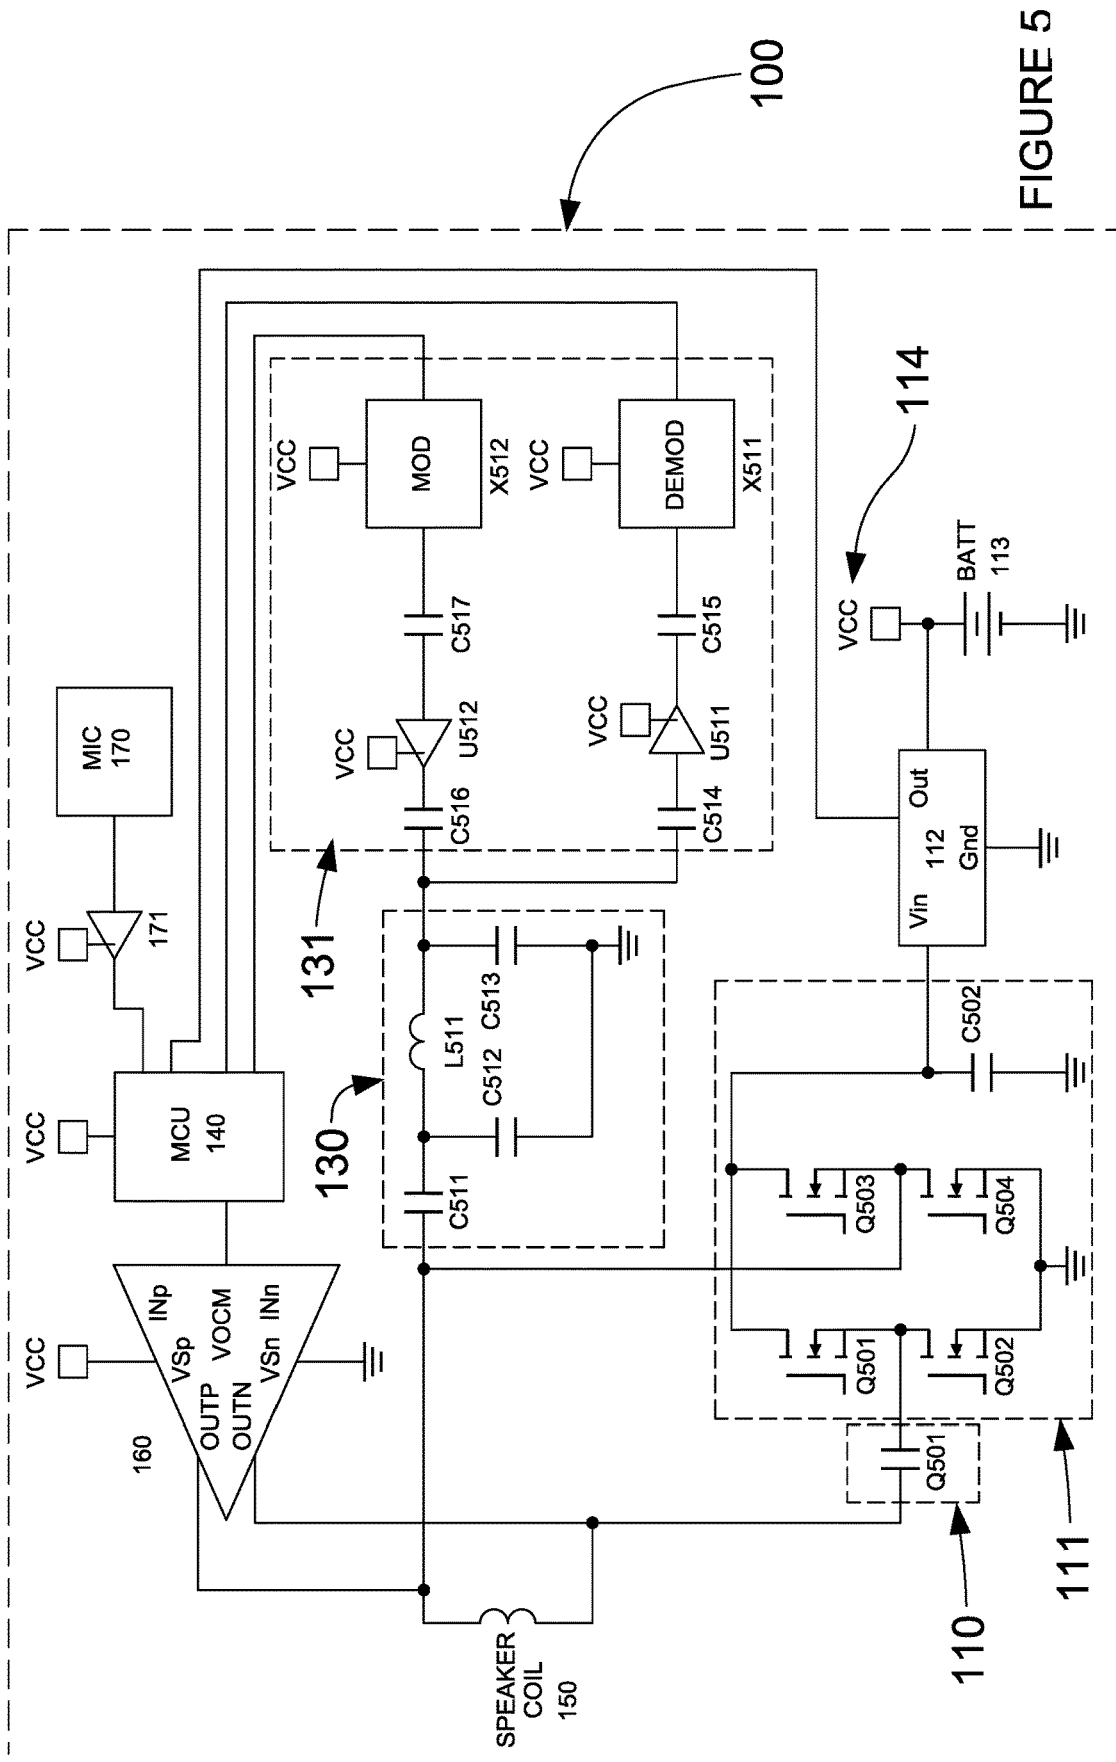 VCC
VCC
VCC
MIC
170
171
MCU
140
INp
VSp
VOCM
OUTP
OUTN
VSn
INn
160
131
VCC
MOD
X512
C517
VCC
U512
C516
VCC
DEMOD
X511
C515
VCC
U511
C514
130
C511
L511
C512
C513
SPEAKER
COIL
150
110
Q501
111
Q501
Q502
Q503
Q504
C502
Vin
112
Out
Gnd
VCC
114
BATT
113
100
FIGURE 5